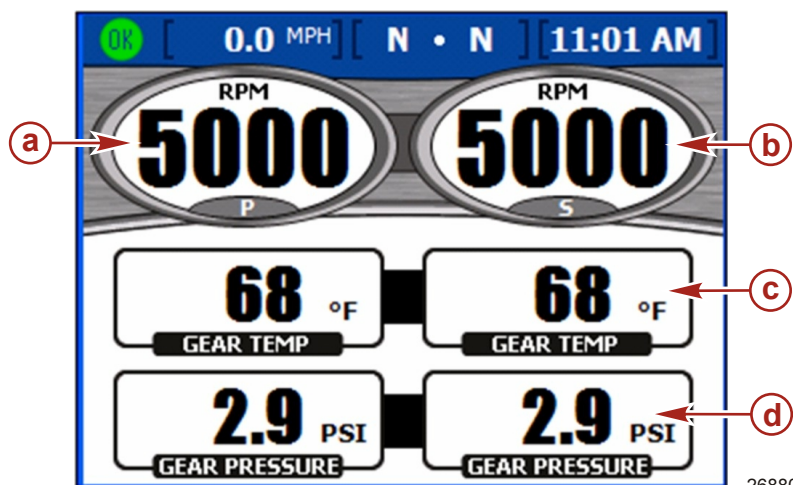 OK [ 0.0 MPH ] [ N • N ] [ 11:01 AM ]
RPM RPM
a 5000 5000 b
P S
68 °F 68 °F c
GEAR TEMP GEAR TEMP
2.9 PSI 2.9 PSI d
GEAR PRESSURE GEAR PRESSURE